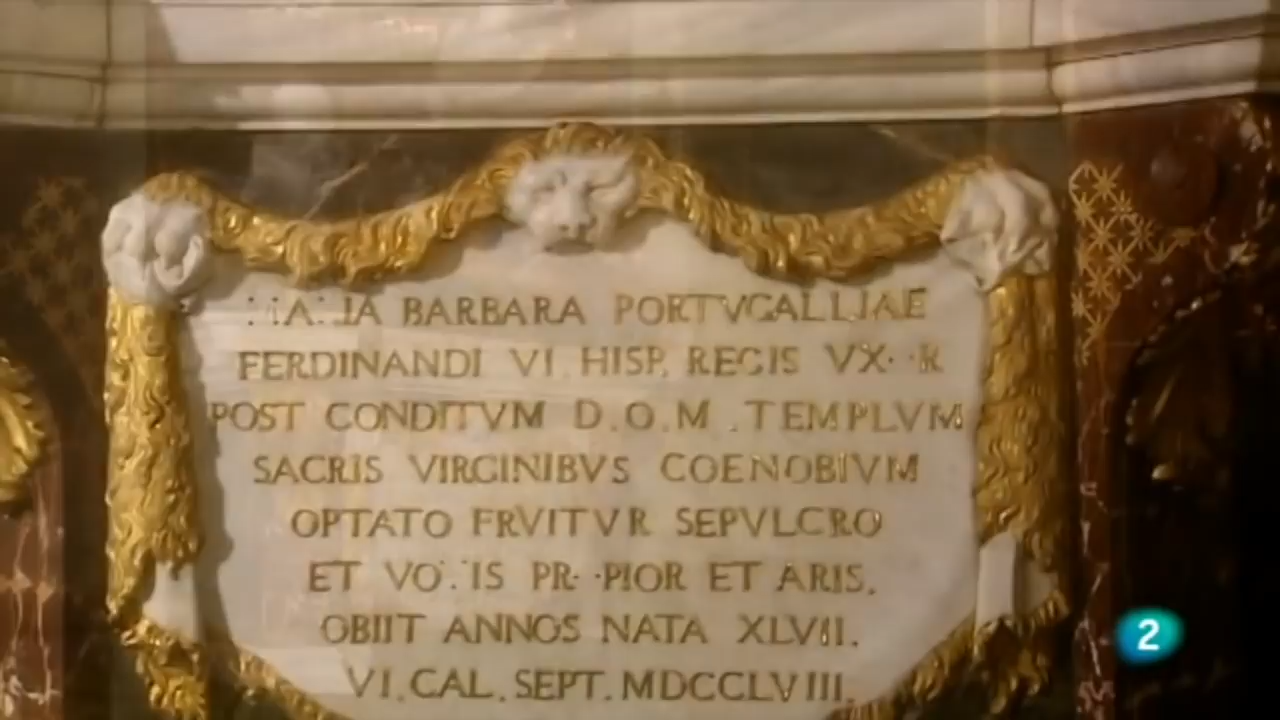 BARBARA PORTVGALLIAE
FERDINANDI VI. HISP. REGIS
POST CONDITVM D.O.M. TEMPLVM
SACRIS VIRGINIBVS COENOBIVM
OPTATO FRVITVR SEPVLCRO
ET ET ARIS.
OBIIT ANNOS NATA XLVII.
VI. CAL. SEPT. MDCCLVIII.
2